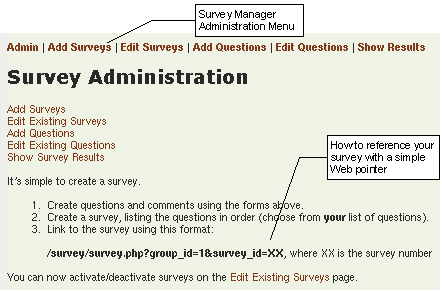 Survey Manager
Administration Menu
Admin | Add Surveys | Edit Surveys | Add Questions | Edit Questions | Show Results
Survey Administration
Add Surveys
Edit Existing Surveys
Add Questions
Edit Existing Questions
Show Survey Results
How to reference your
survey with a simple
Web pointer
It's simple to create a survey.
1. Create questions and comments using the forms above.
2. Create a survey, listing the questions in order (choose from your list of questions).
3. Link to the survey using this format:
/survey/survey.php?group_id=1&survey_id=XX, where XX is the survey number
You can now activate/deactivate surveys on the Edit Existing Surveys page.